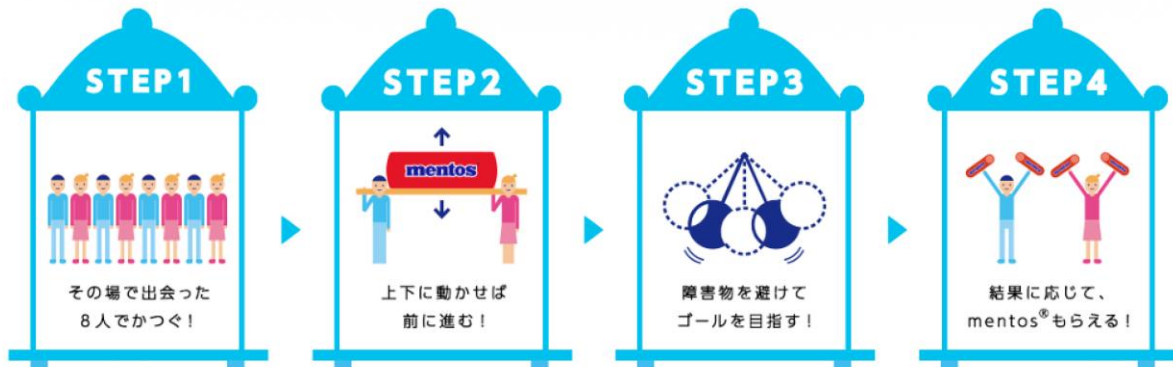 STEP1
mentos
その場で出会った
8人でかつぐ!
STEP2
mentos
上下に動かせば
前に進む!
STEP3
障害物を避けて
ゴールを目指す!
STEP4
結果に応じて、
mentos®もらえる!